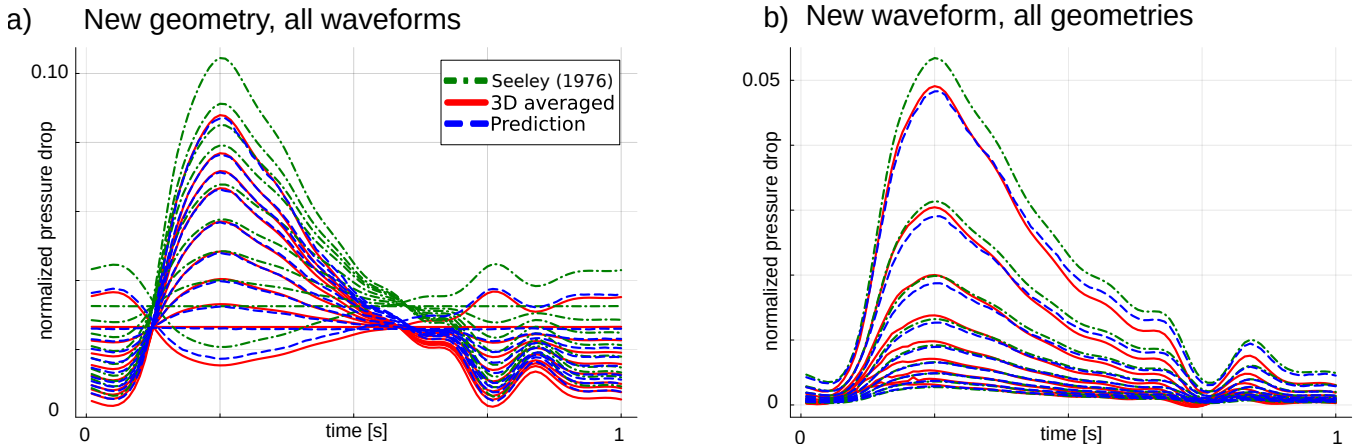 a) New geometry, all waveforms
0.10
normalized pressure drop
0
0
time [s]
1
Seeley (1976)
3D averaged
Prediction
b) New waveform, all geometries
0.05
normalized pressure drop
0
0
time [s]
1